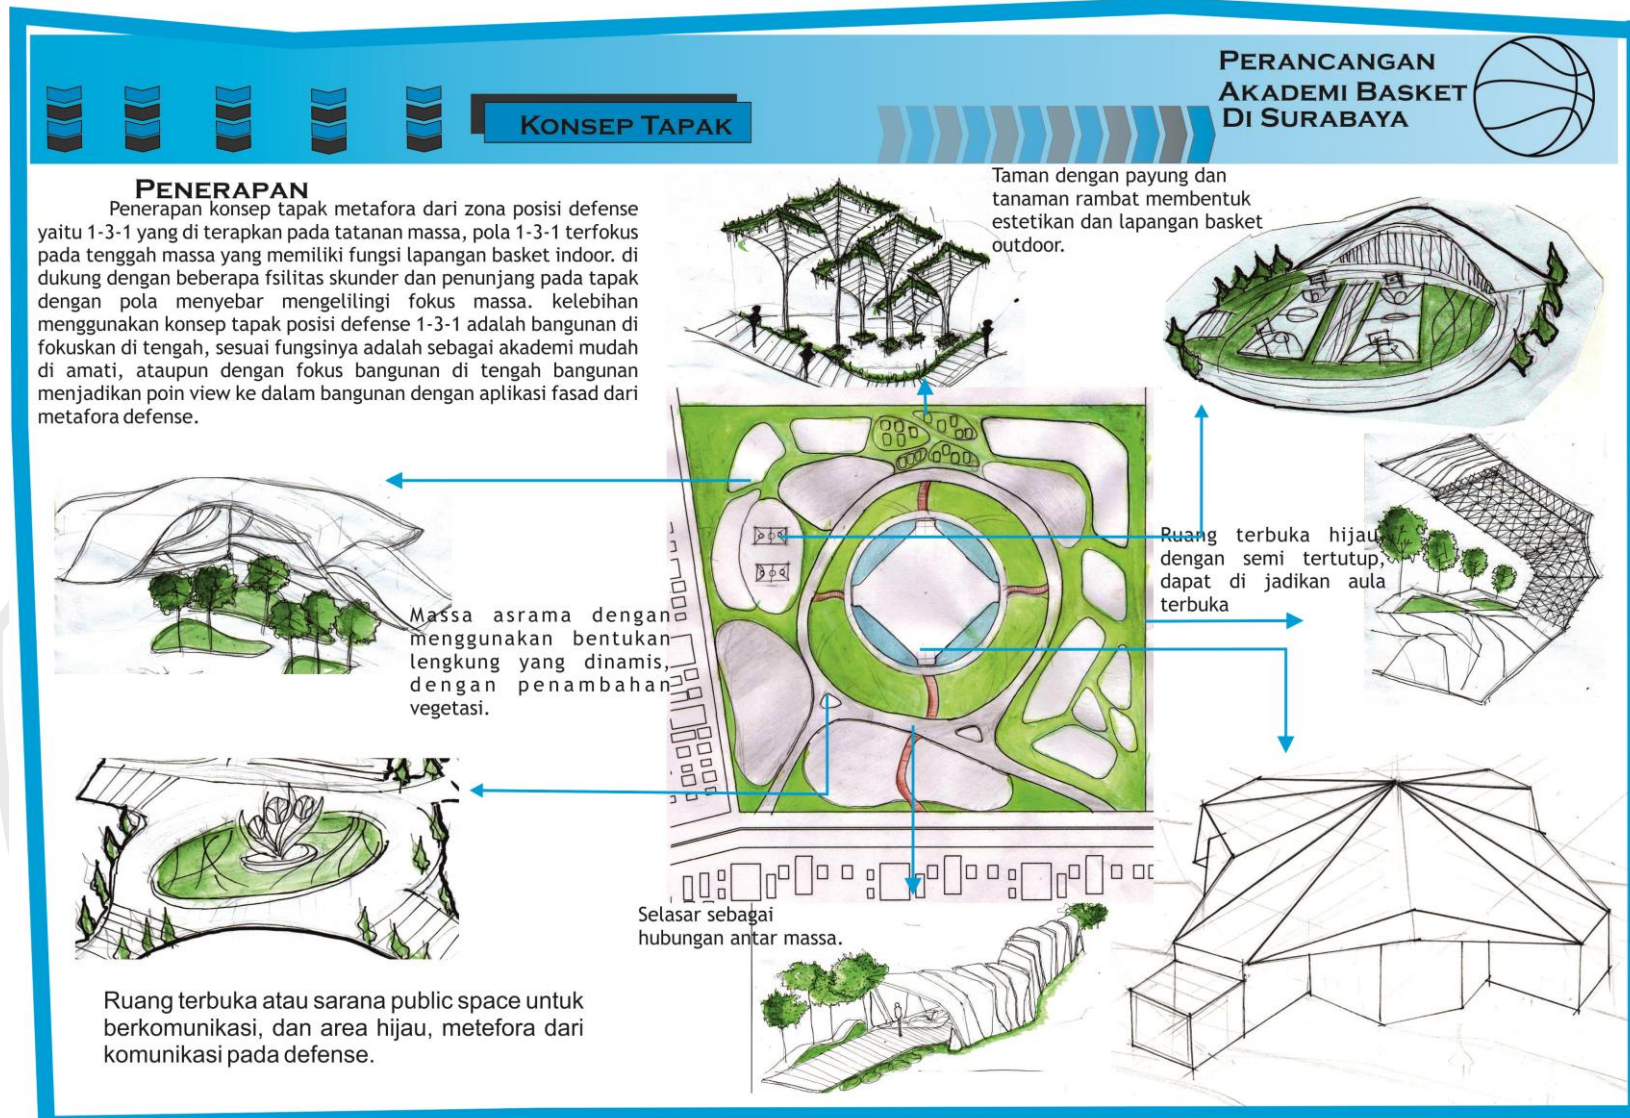 PERANCANGAN
AKADEMI BASKET
DI SURABAYA
KONSEP TAPAK
PENERAPAN
Penerapan konsep tapak metafora dari zona posisi defense
yaitu 1-3-1 yang di terapkan pada tatanan massa, pola 1-3-1 terfokus
pada tenggah massa yang memiliki fungsi lapangan basket indoor. di
dukung dengan beberapa fsilitas skunder dan penunjang pada tapak
dengan pola menyebar mengelilingi fokus massa. kelebihan
menggunakan konsep tapak posisi defense 1-3-1 adalah bangunan di
fokuskan di tengah, sesuai fungsinya adalah sebagai akademi mudah
di amati, ataupun dengan fokus bangunan di tengah bangunan
menjadikan poin view ke dalam bangunan dengan aplikasi fasad dari
metafora defense.
Taman dengan payung dan
tanaman rambat membentuk
estetikan dan lapangan basket
outdoor.
Ruang terbuka hijau
dengan semi tertutup,
dapat di jadikan aula
terbuka
Massa asrama dengan
menggunakan bentukan
lengkung yang dinamis,
dengan penambahan
vegetasi.
Selasar sebagai
hubungan antar massa.
Ruang terbuka atau sarana public space untuk
berkomunikasi, dan area hijau, metefora dari
komunikasi pada defense.